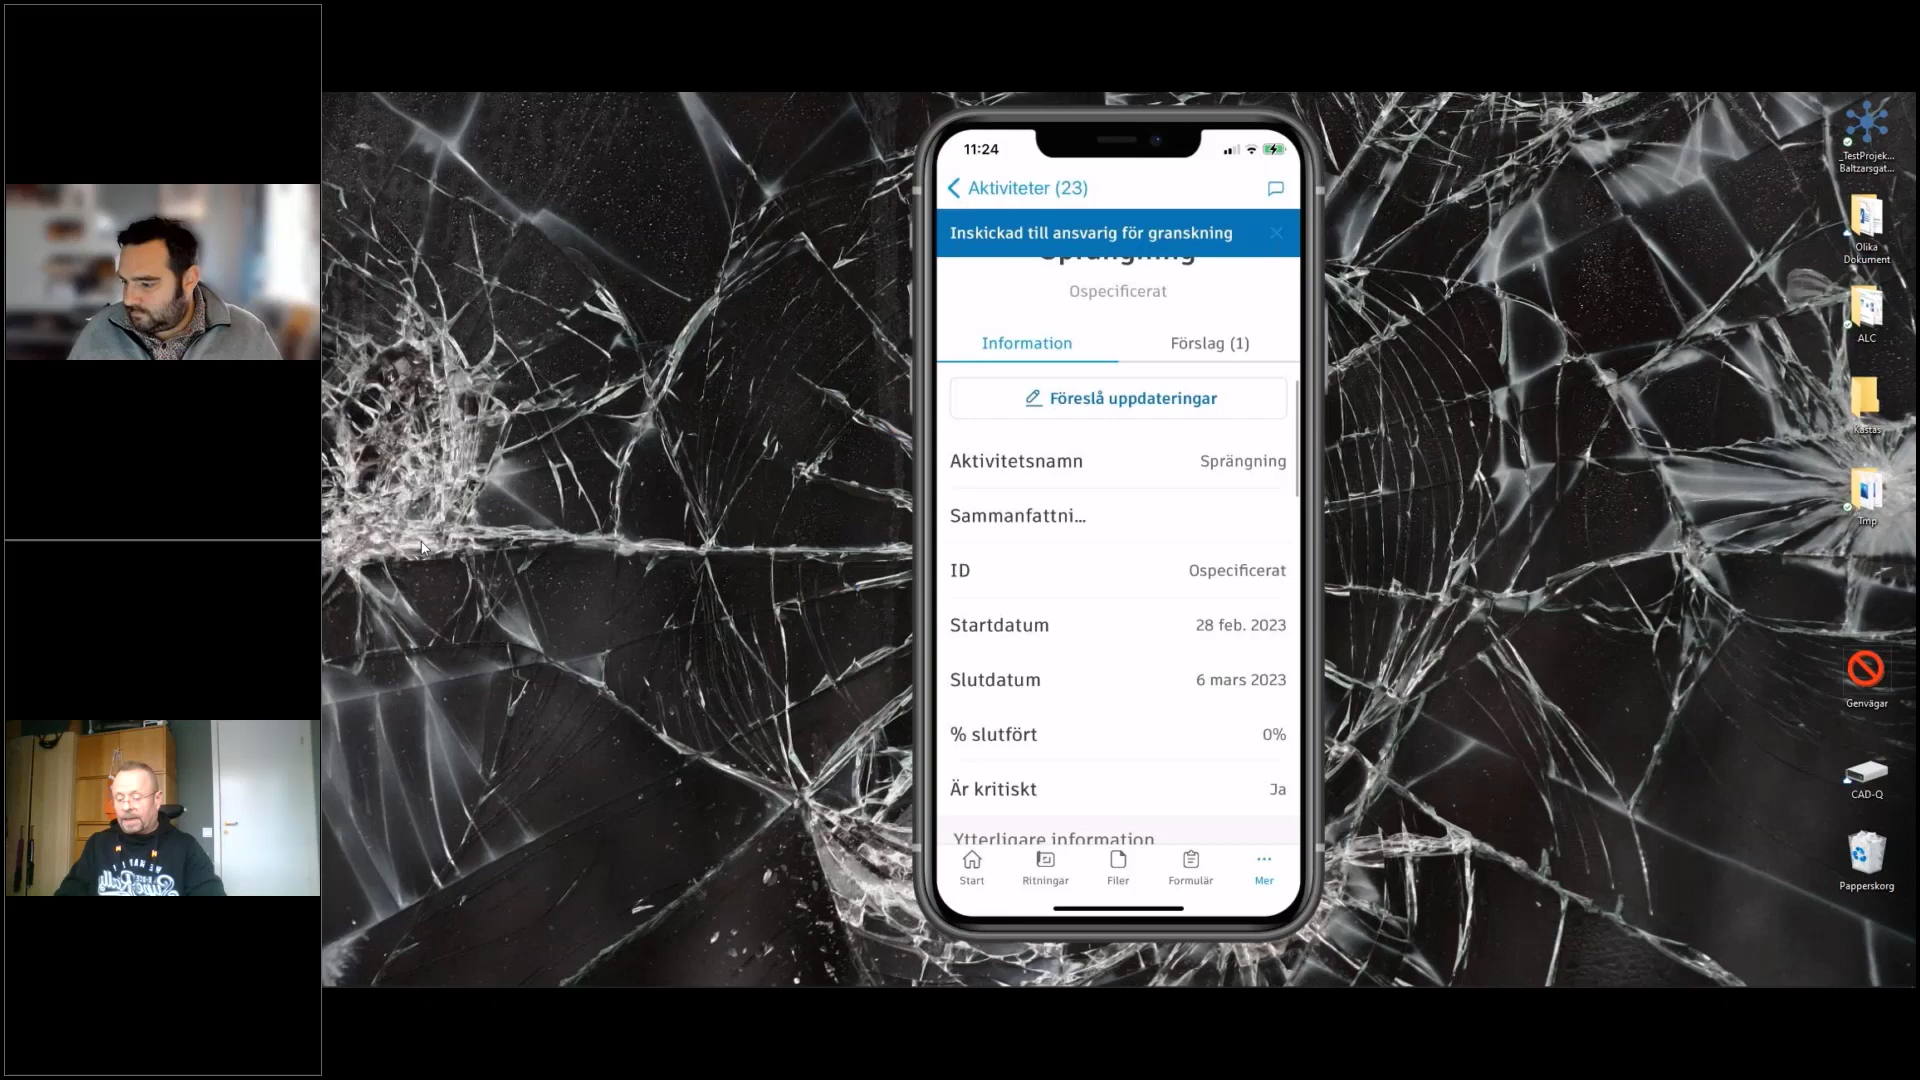 11:24
Aktiviteter (23)
Inskickad till ansvarig för granskning
Sprängning
Ospecificerat
Information
Förslag (1)
Föreslå uppdateringar
Aktivitetsnamn
Sprängning
Sammanfattni...
ID
Ospecificerat
Startdatum
28 feb. 2023
Slutdatum
6 mars 2023
% slutfört
0%
Är kritiskt
Ja
Ytterligare information
Start
Ritningar
Filer
Formulär
Mer
_TestProjek...
Baltzarsgat...
Olika
Dokument
ALC
Kastas
Tmp
Genvägar
CAD-Q
Papperskorg